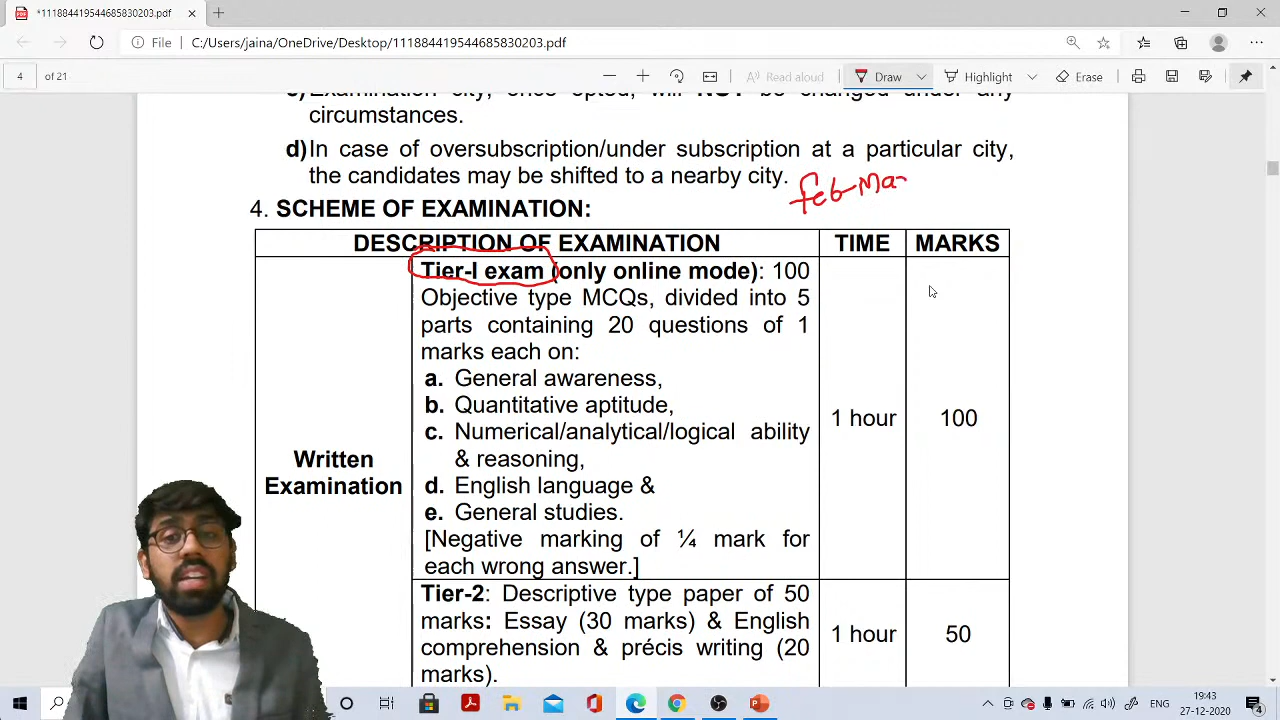 *11188441954468583020​3.pdf
File
C:/Users/jaina/OneDrive/Desktop/111884419544685830203.pdf
4 of 21
Read aloud
Draw
Highlight
Erase
circumstances.
d) In case of oversubscription/under subscription at a particular city,
the candidates may be shifted to a nearby city.
feb-Mar
4. SCHEME OF EXAMINATION:
DESCRIPTION OF EXAMINATION TIME MARKS
Tier-I exam (only online mode): 100
Objective type MCQs, divided into 5
parts containing 20 questions of 1
marks each on:
a. General awareness,
b. Quantitative aptitude,
c. Numerical/analytical/logical ability
& reasoning,
d. English language &
e. General studies.
[Negative marking of ¼ mark for
each wrong answer.]
1 hour 100
Written
Examination
Tier-2: Descriptive type paper of 50
marks: Essay (30 marks) & English
comprehension & précis writing (20
marks).
1 hour 50
ENG
19:43
27-12-2020
4